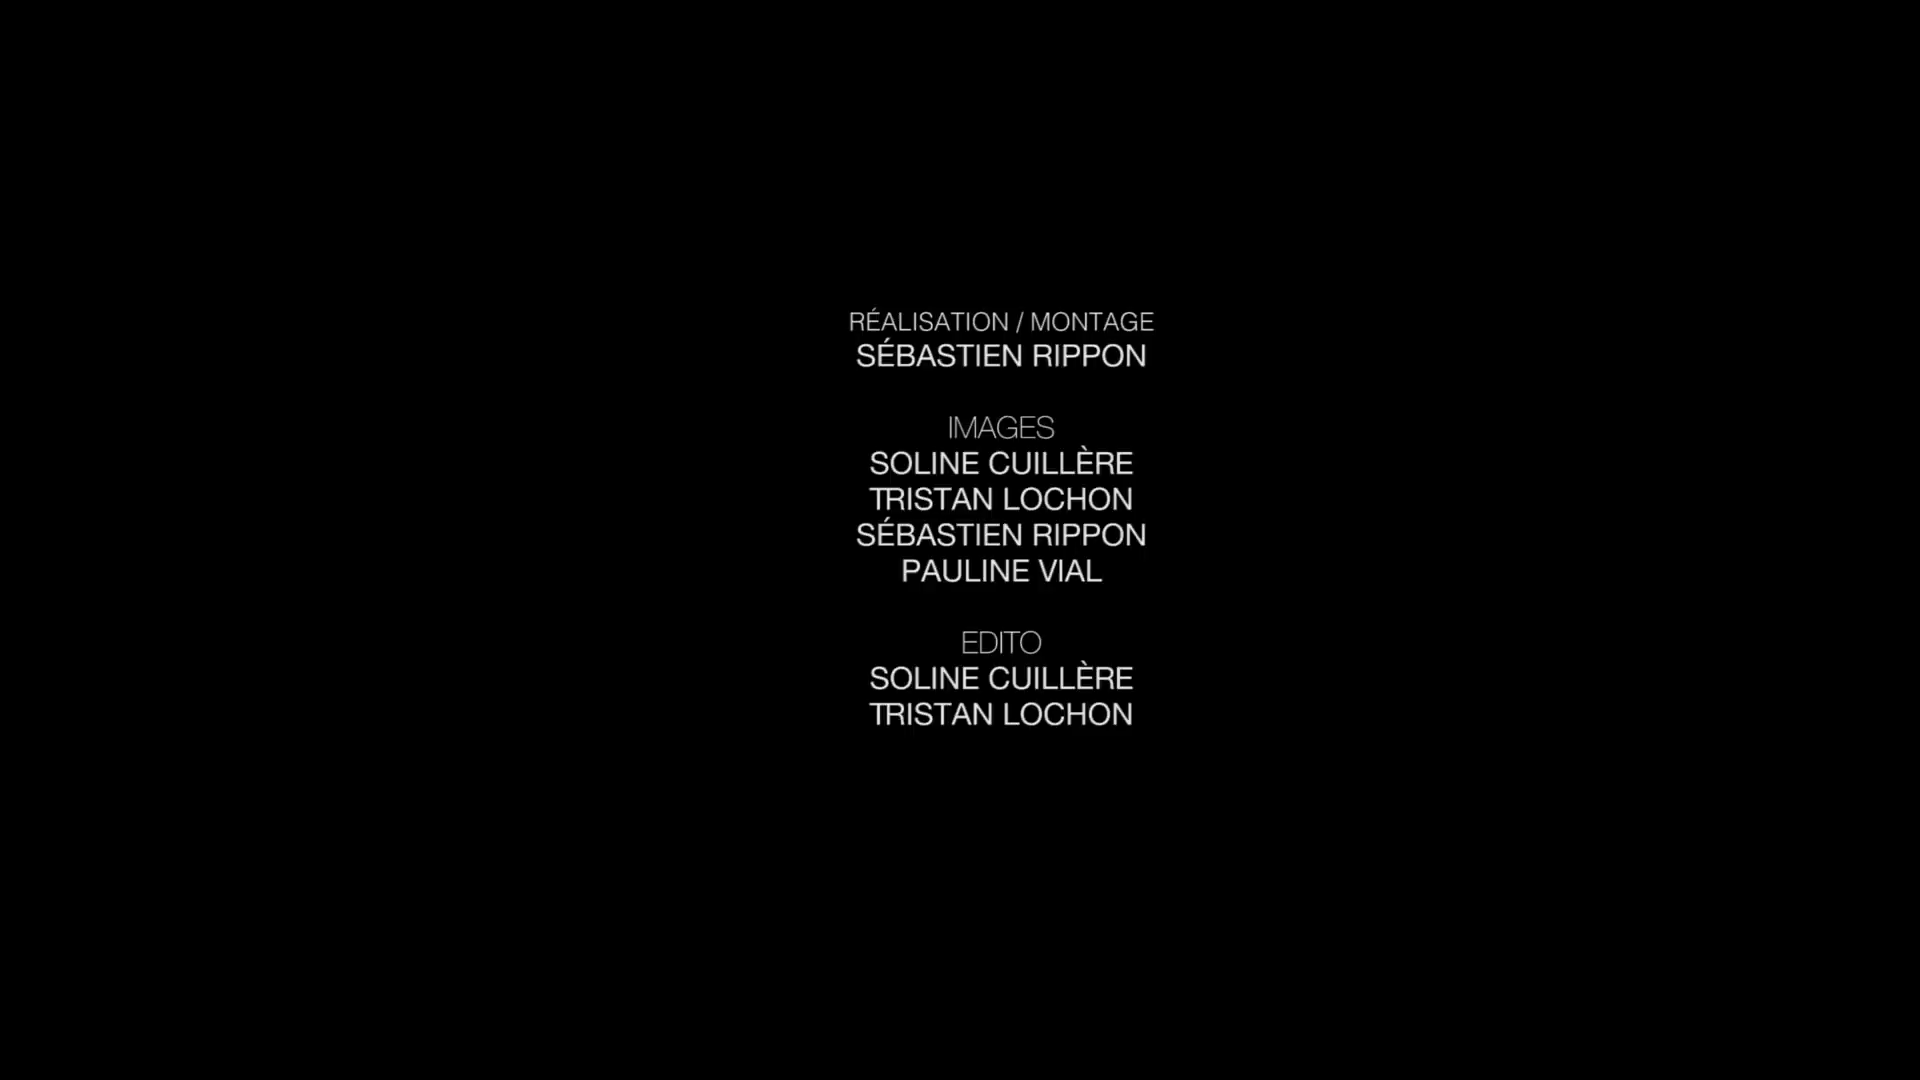 RÉALISATION / MONTAGE
SÉBASTIEN RIPPON
IMAGES
SOLINE CUILLÈRE
TRISTAN LOCHON
SÉBASTIEN RIPPON
PAULINE VIAL
EDITO
SOLINE CUILLÈRE
TRISTAN LOCHON